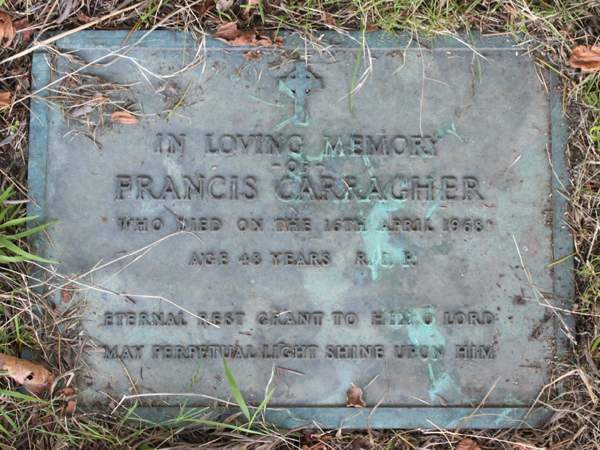 IN LOVING MEMORY
OF
FRANCIS CARRAGHER
WHO DIED ON THE 16TH APRIL 1968
AGE 48 YEARS R.I.P.
ETERNAL REST GRANT TO HIM O LORD
MAY PERPETUAL LIGHT SHINE UPON HIM